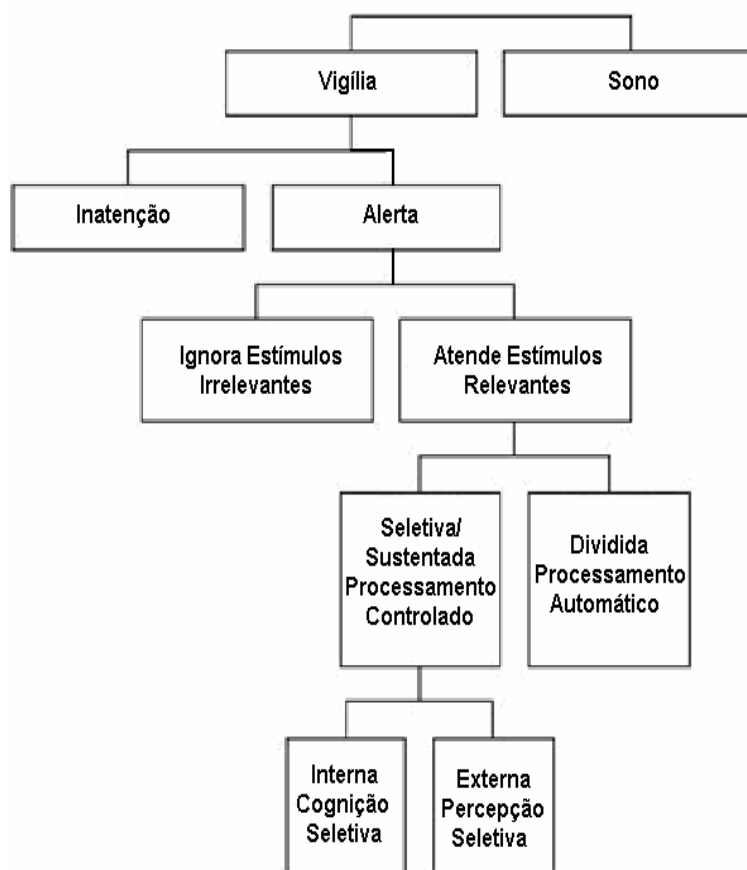 Vigília
Sono
Inatenção
Alerta
Ignora Estímulos
Irrelevantes
Atende Estímulos
Relevantes
Seletiva/
Sustentada
Processamento
Controlado
Dividida
Processamento
Automático
Interna
Cognição
Seletiva
Externa
Percepção
Seletiva